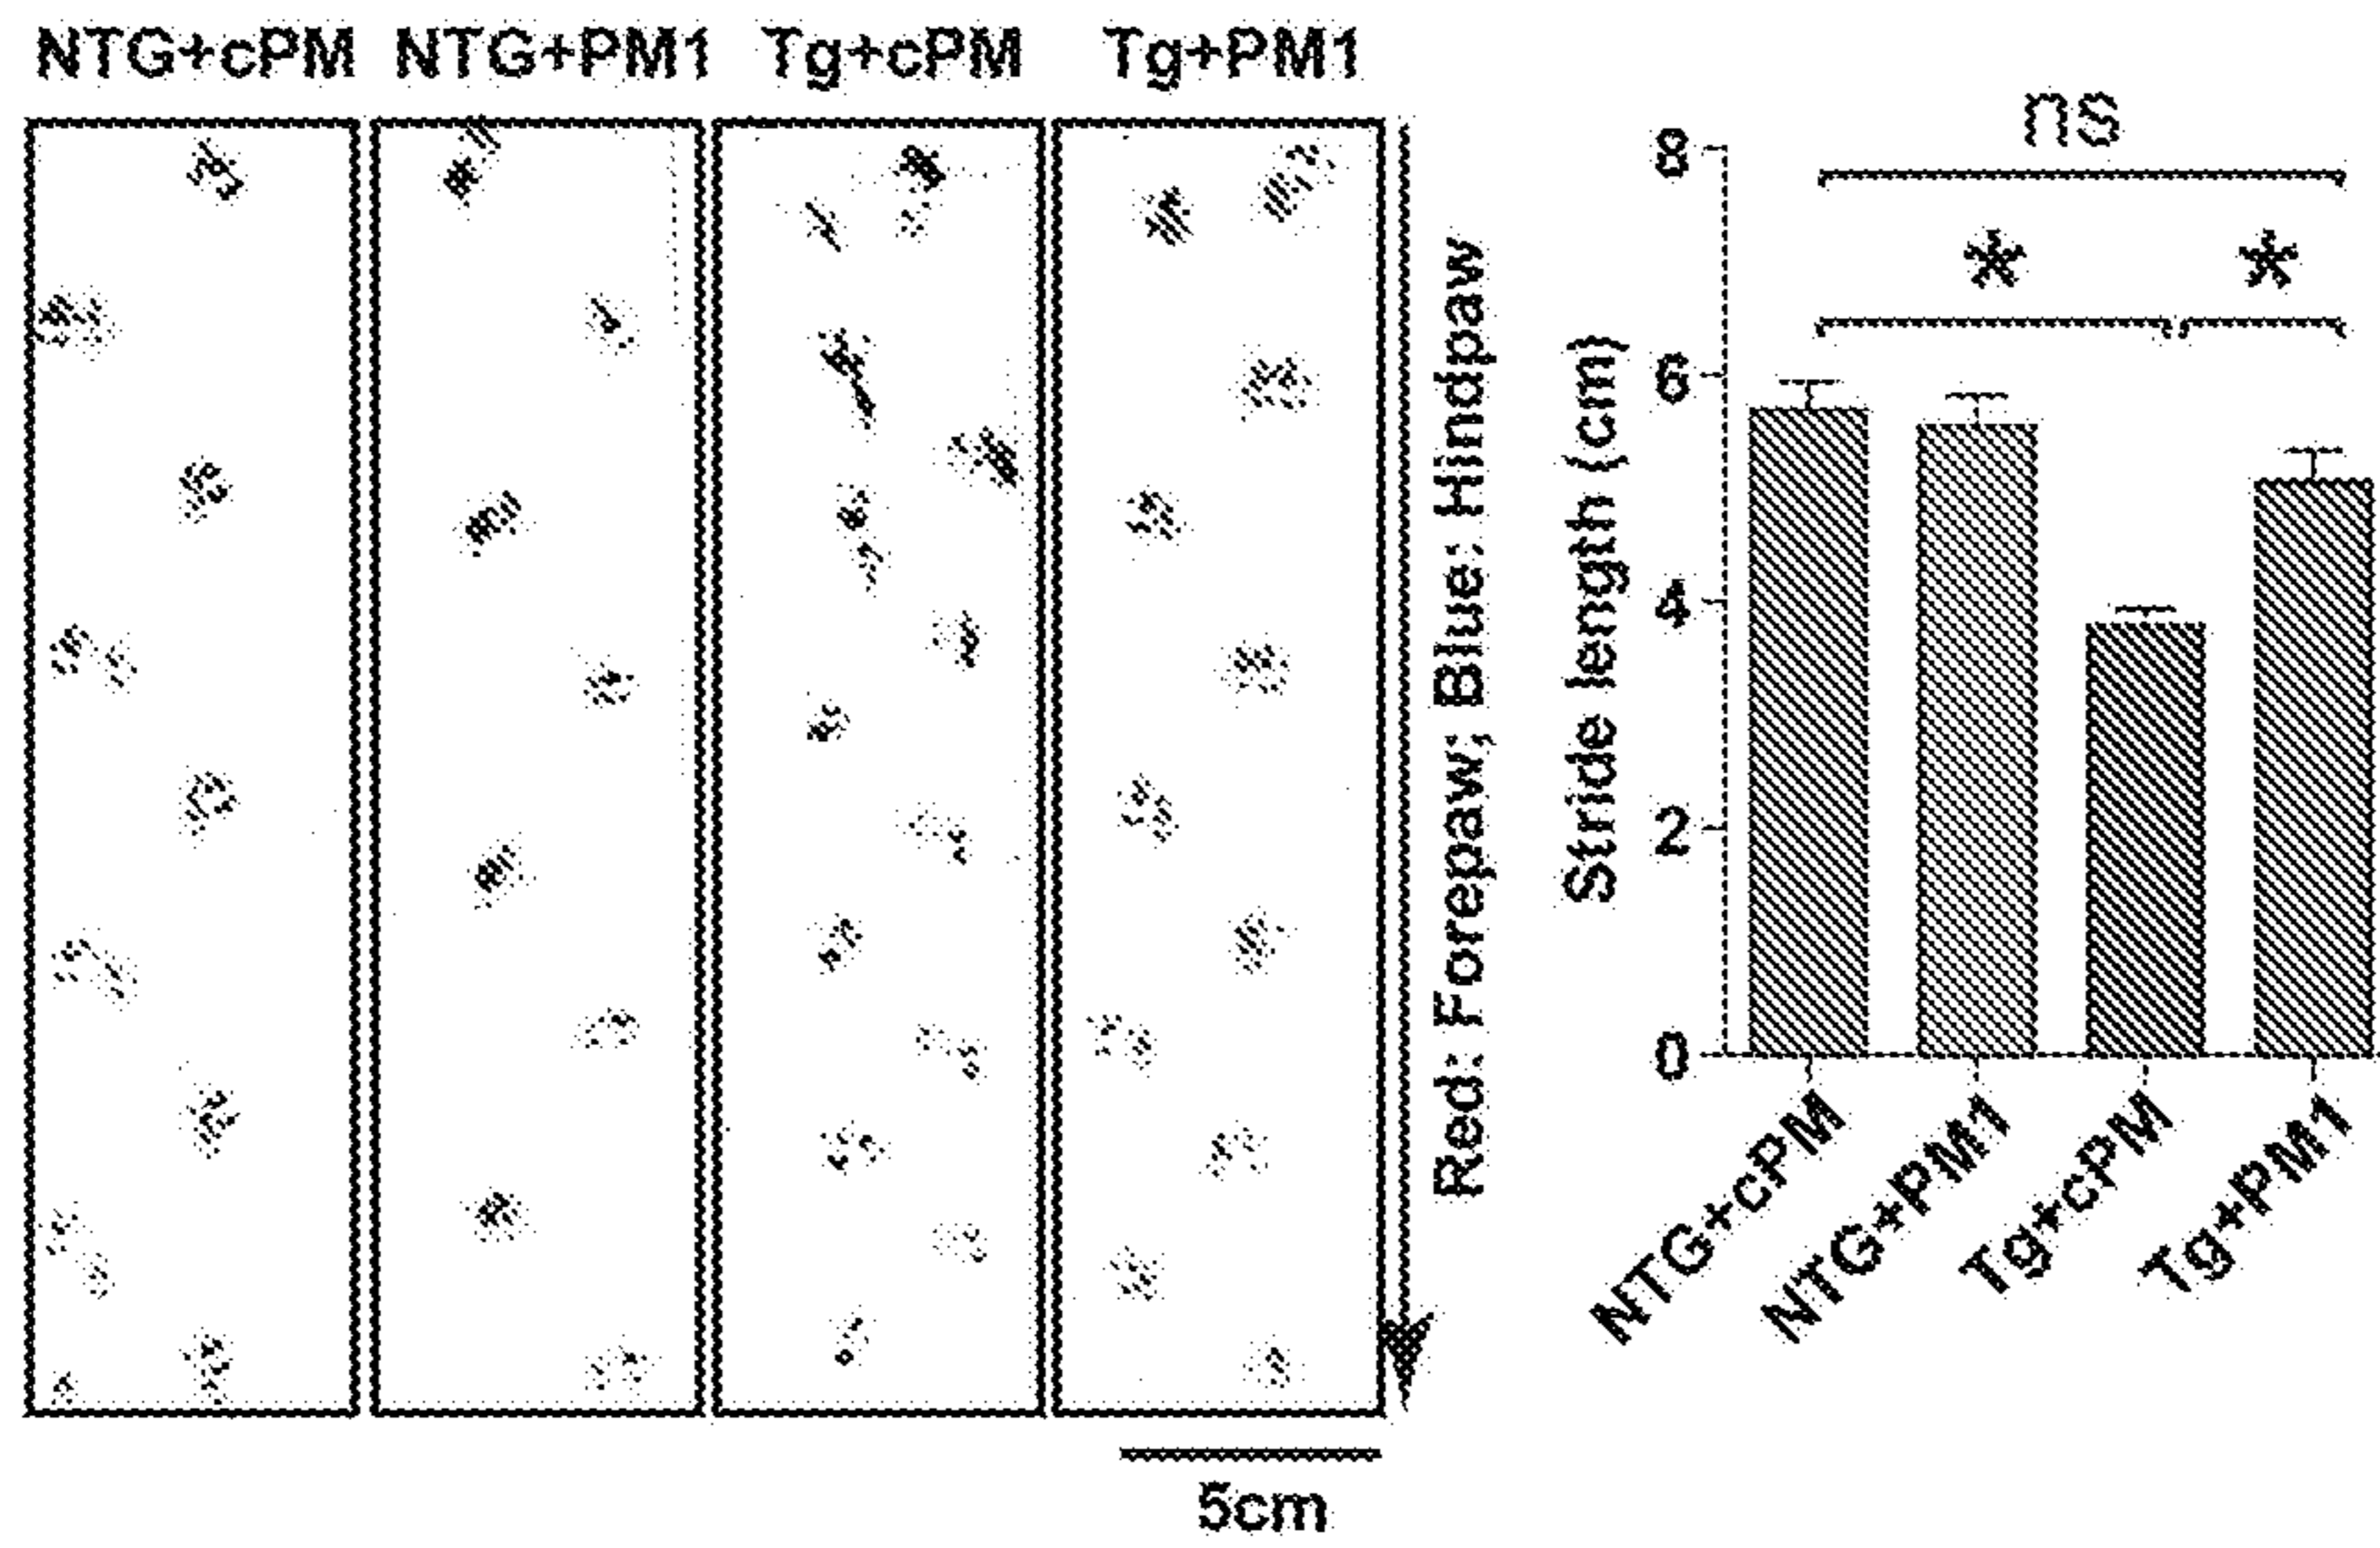 NTG+cPM NTG+PM1 Tg+cPM Tg+PM1
Red: Forepaw; Blue: Hindpaw
5cm
ns
* *
Stride length (cm)
8
6
4
2
0
NTG+cPM
NTG+PM1
Tg+cPM
Tg+PM1